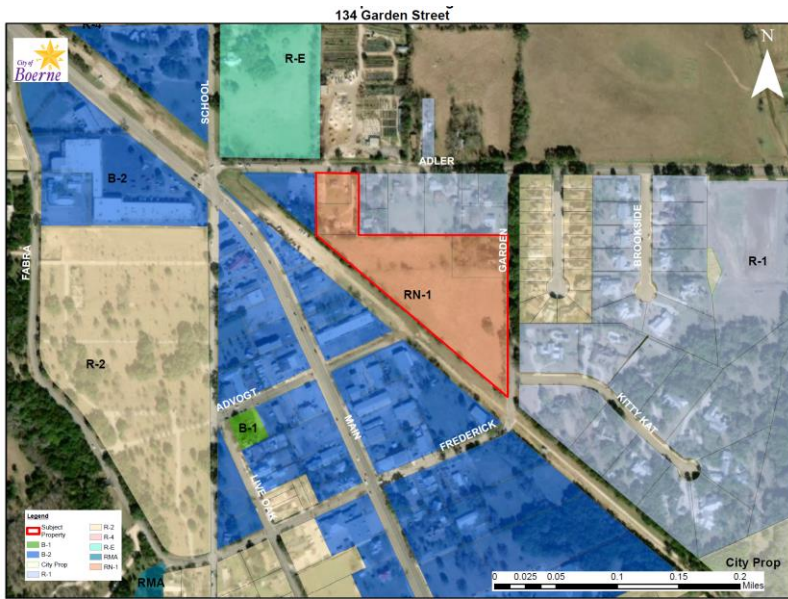 134 Garden Street
City of
Boerne
N
R-4
R-E
SCHOOL
ADLER
B-2
FABRA
GARDEN
BROOKSIDE
R-1
RN-1
R-2
ADVOGT
B-1
MAIN
FREDERICK
KITTY KAT
LIVE OAK
Legend
Subject
Property
B-1
B-2
City Prop
R-1
R-2
R-4
R-E
RMA
RN-1
RMA
City Prop
0 0.025 0.05 0.1 0.15 0.2
Miles